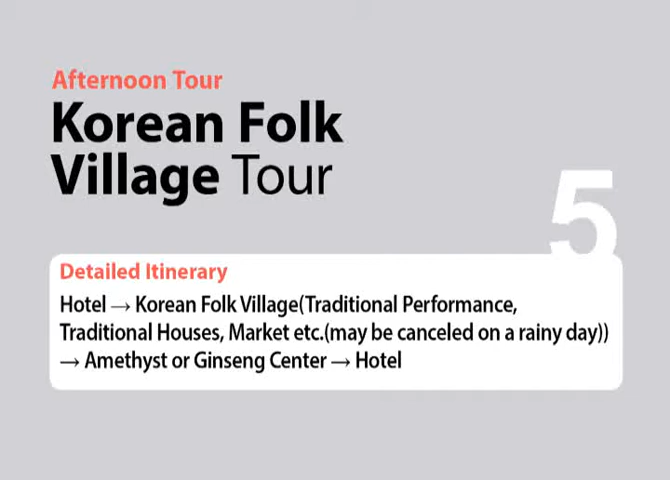 Afternoon Tour
Korean Folk
Village Tour
5
Detailed Itinerary
Hotel → Korean Folk Village(Traditional Performance,
Traditional Houses, Market etc.(may be canceled on a rainy day))
→ Amethyst or Ginseng Center → Hotel